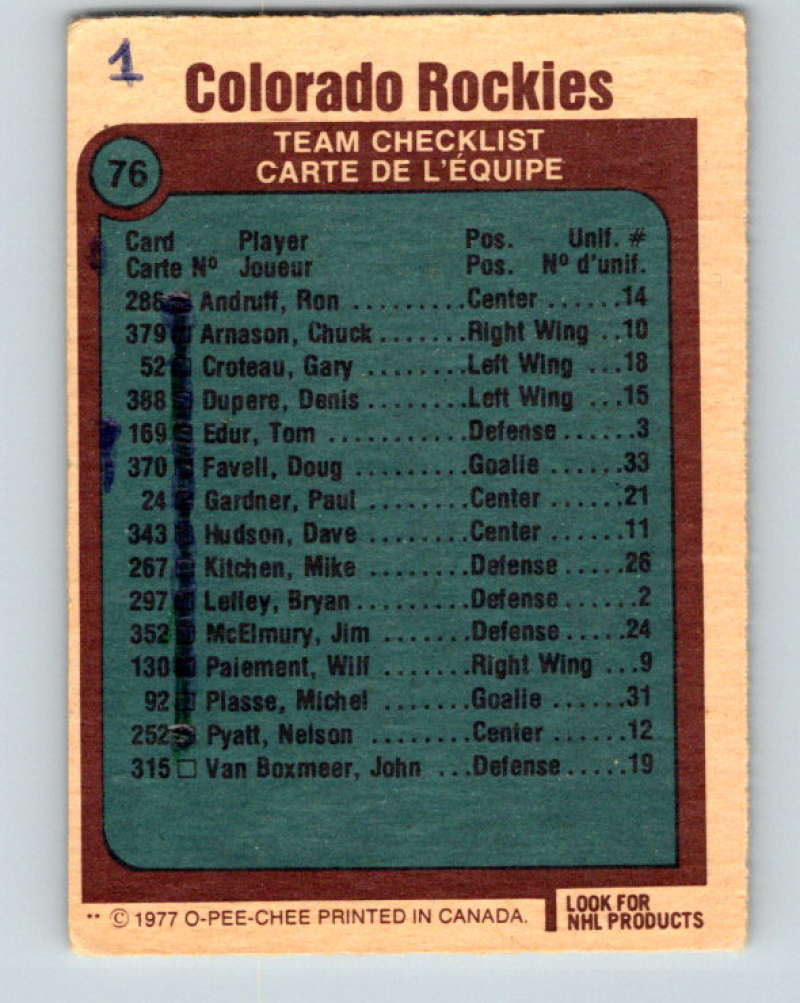 1
Colorado Rockies
76
TEAM CHECKLIST
CARTE DE L'ÉQUIPE
Card Player Pos. Unif. #
Carte Nº Joueur Pos. Nº d'unif.
288 Andruff, Ron ..........Center ......14
379 Arnason, Chuck........Right Wing ..10
52 Croteau, Gary ........Left Wing ...18
388 Dupere, Denis.........Left Wing ...15
169 Edur, Tom ............Defense......3
370 Favell, Doug .........Goalie ......33
24 Gardner, Paul ........Center ......21
343 Hudson, Dave .........Center ......11
267 Kitchen, Mike ........Defense.....26
297 Lefley, Bryan..........Defense......2
352 McElmury, Jim .......Defense.....24
130 Paiement, Wilf .......Right Wing ...9
92 Plasse, Michel ........Goalie .......31
252 Pyatt, Nelson ........Center ......12
315 □ Van Boxmeer, John ...Defense.....19
** © 1977 O-PEE-CHEE PRINTED IN CANADA.
LOOK FOR
NHL PRODUCTS